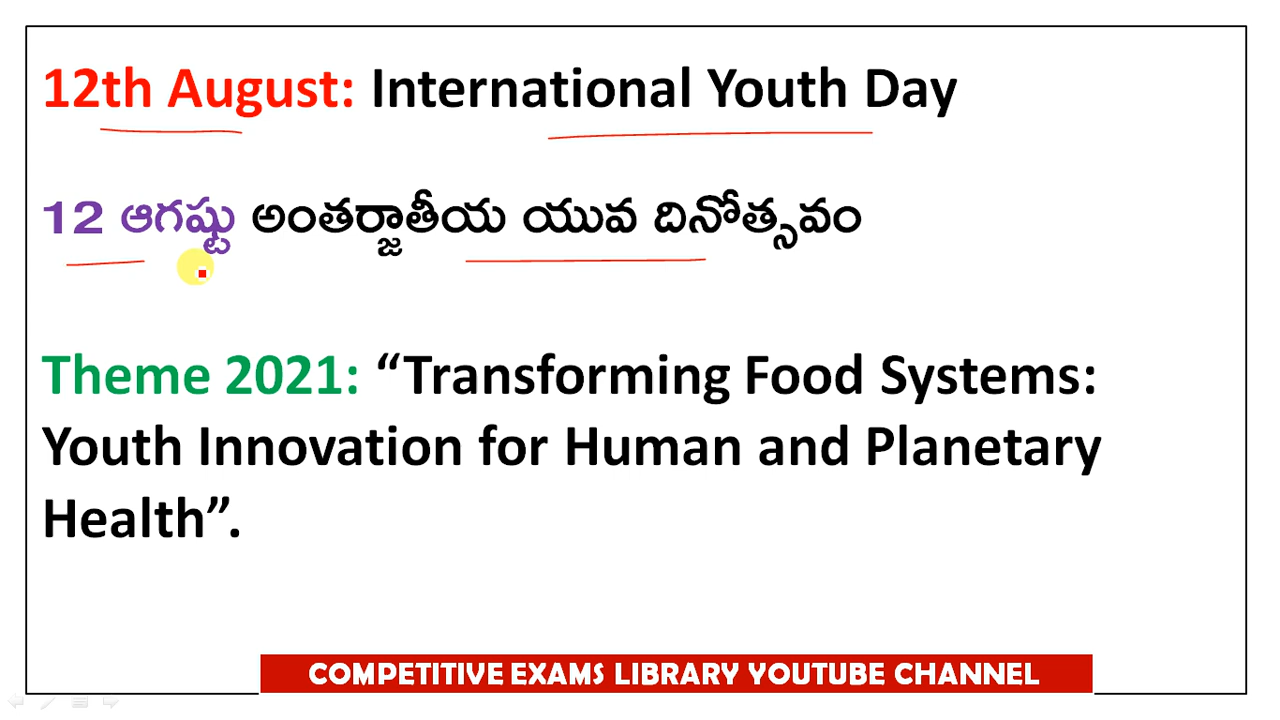 12th August: International Youth Day
12 ఆగష్టు అంతర్జాతీయ యువ దినోత్సవం
Theme 2021: “Transforming Food Systems:
Youth Innovation for Human and Planetary
Health”.
COMPETITIVE EXAMS LIBRARY YOUTUBE CHANNEL